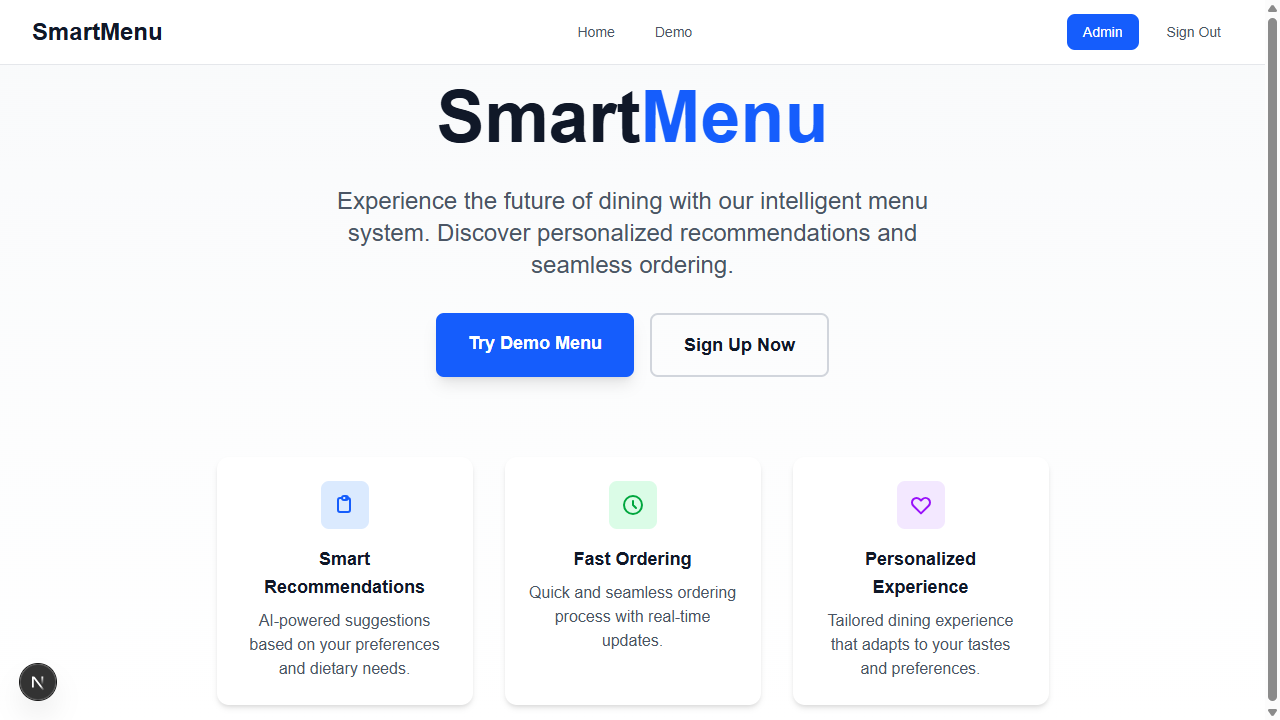 SmartMenu
Home
Demo
Admin
Sign Out
SmartMenu
Experience the future of dining with our intelligent menu
system. Discover personalized recommendations and
seamless ordering.
Try Demo Menu
Sign Up Now
Smart
Recommendations
AI-powered suggestions
based on your preferences
and dietary needs.
Fast Ordering
Quick and seamless ordering
process with real-time
updates.
Personalized
Experience
Tailored dining experience
that adapts to your tastes
and preferences.
N